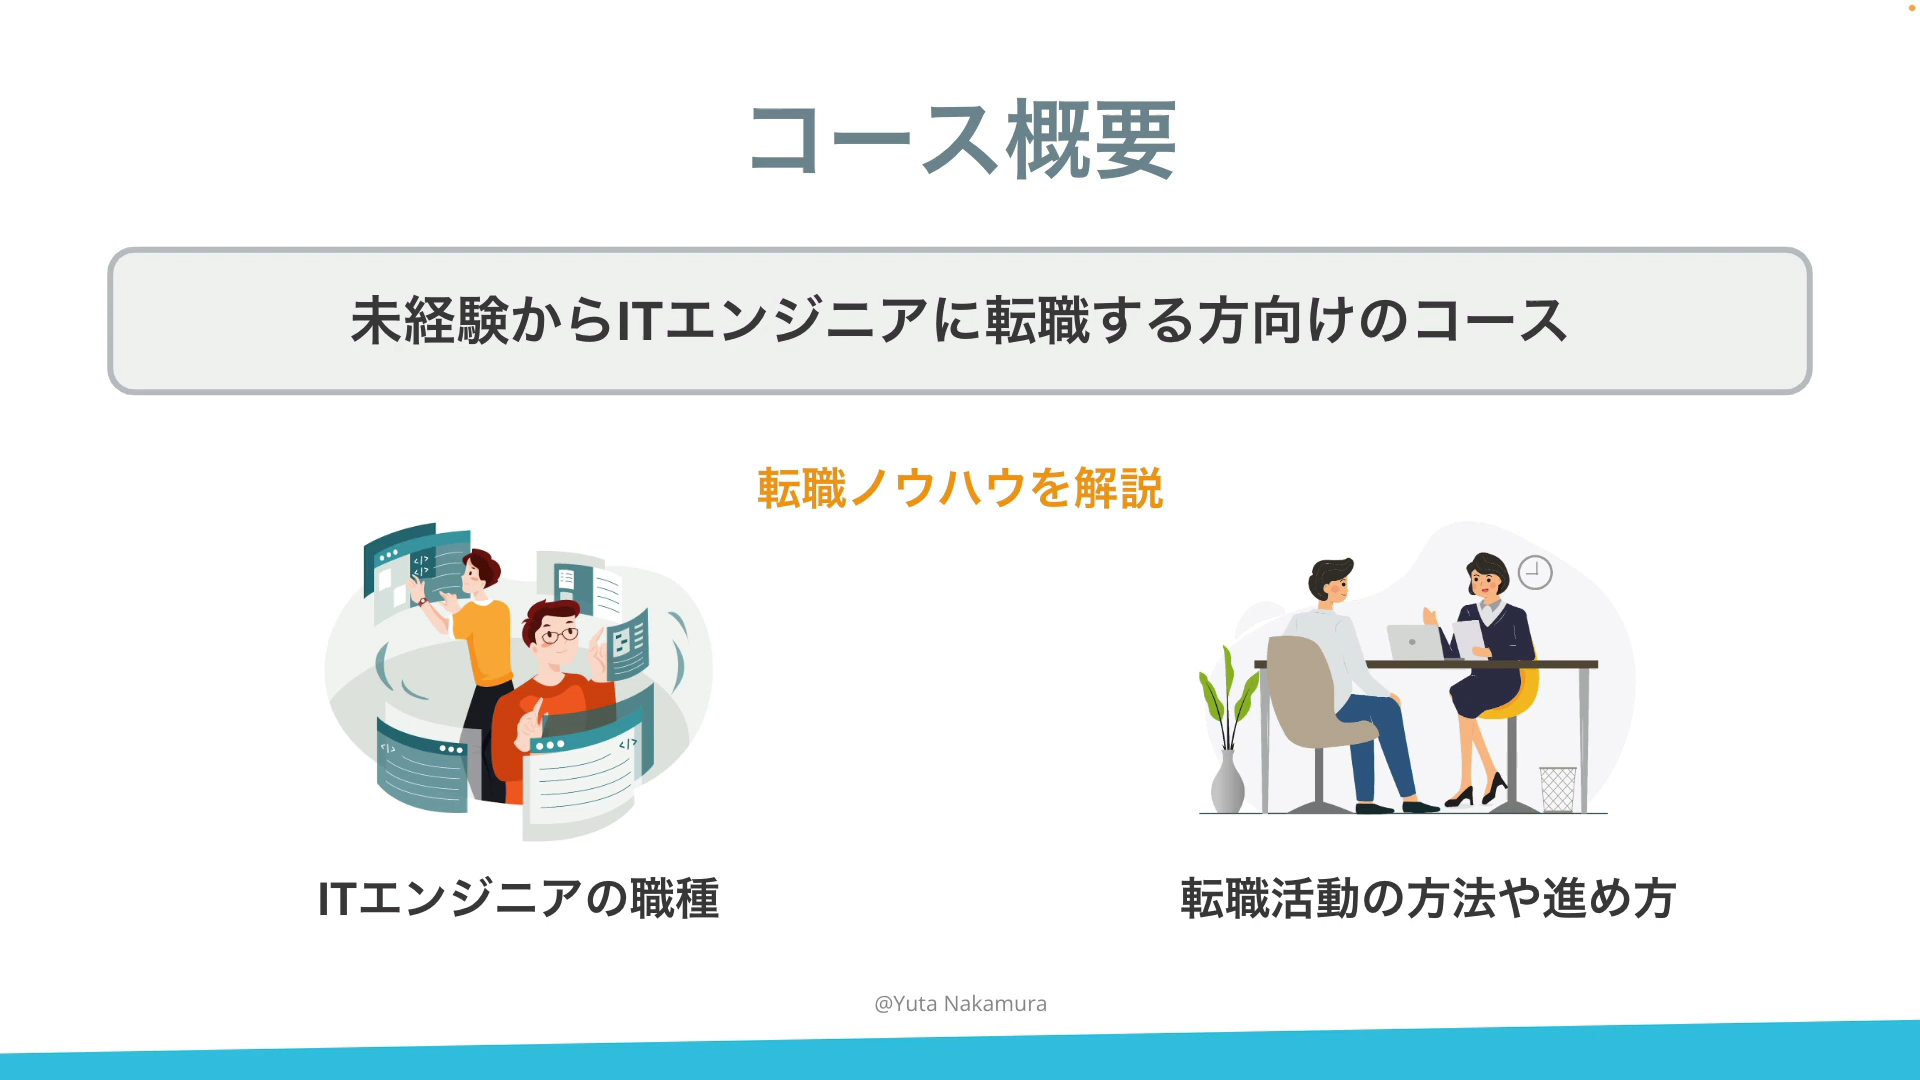 コース概要
未経験からITエンジニアに転職する方向けのコース
転職ノウハウを解説
ITエンジニアの職種
転職活動の方法や進め方
@Yuta Nakamura